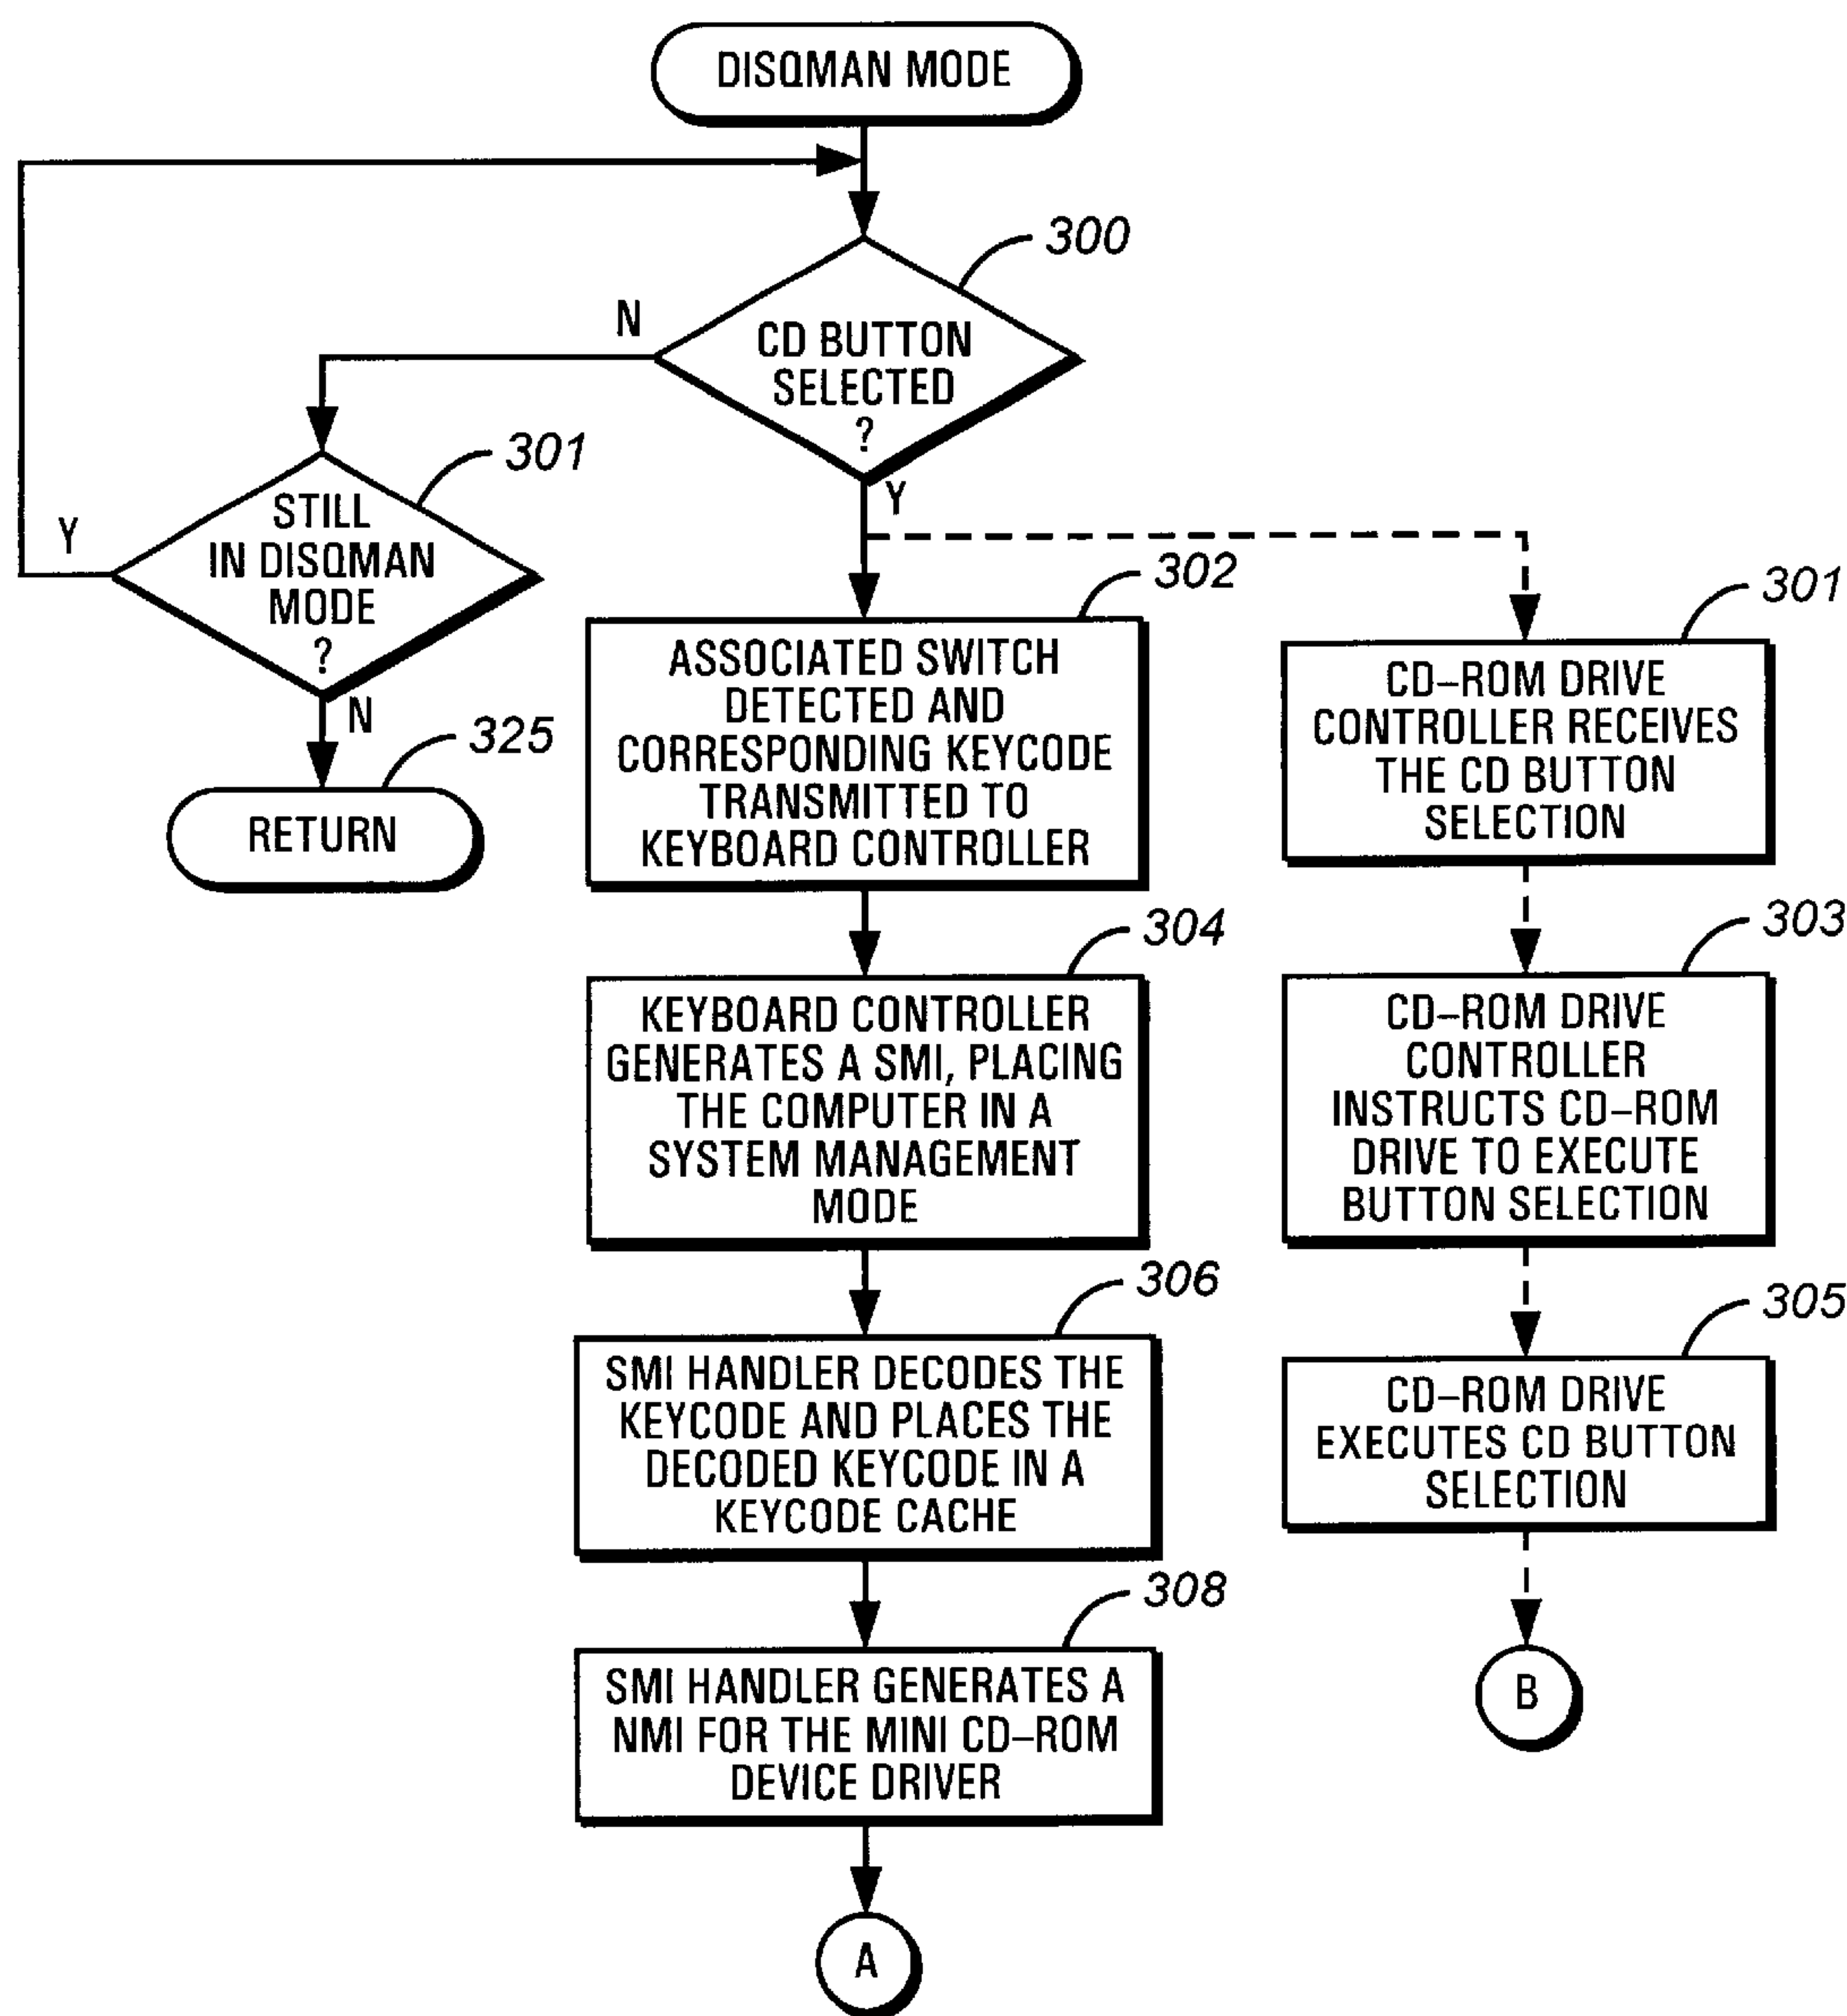 DISQMAN MODE
300
N
CD BUTTON
SELECTED
?
Y
301
STILL
IN DISQMAN
MODE
?
Y
N
325
RETURN
302
ASSOCIATED SWITCH
DETECTED AND
CORRESPONDING KEYCODE
TRANSMITTED TO
KEYBOARD CONTROLLER
301
CD–ROM DRIVE
CONTROLLER RECEIVES
THE CD BUTTON
SELECTION
304
KEYBOARD CONTROLLER
GENERATES A SMI, PLACING
THE COMPUTER IN A
SYSTEM MANAGEMENT
MODE
303
CD–ROM DRIVE
CONTROLLER
INSTRUCTS CD–ROM
DRIVE TO EXECUTE
BUTTON SELECTION
306
SMI HANDLER DECODES THE
KEYCODE AND PLACES THE
DECODED KEYCODE IN A
KEYCODE CACHE
305
CD–ROM DRIVE
EXECUTES CD BUTTON
SELECTION
308
SMI HANDLER GENERATES A
NMI FOR THE MINI CD–ROM
DEVICE DRIVER
B
A